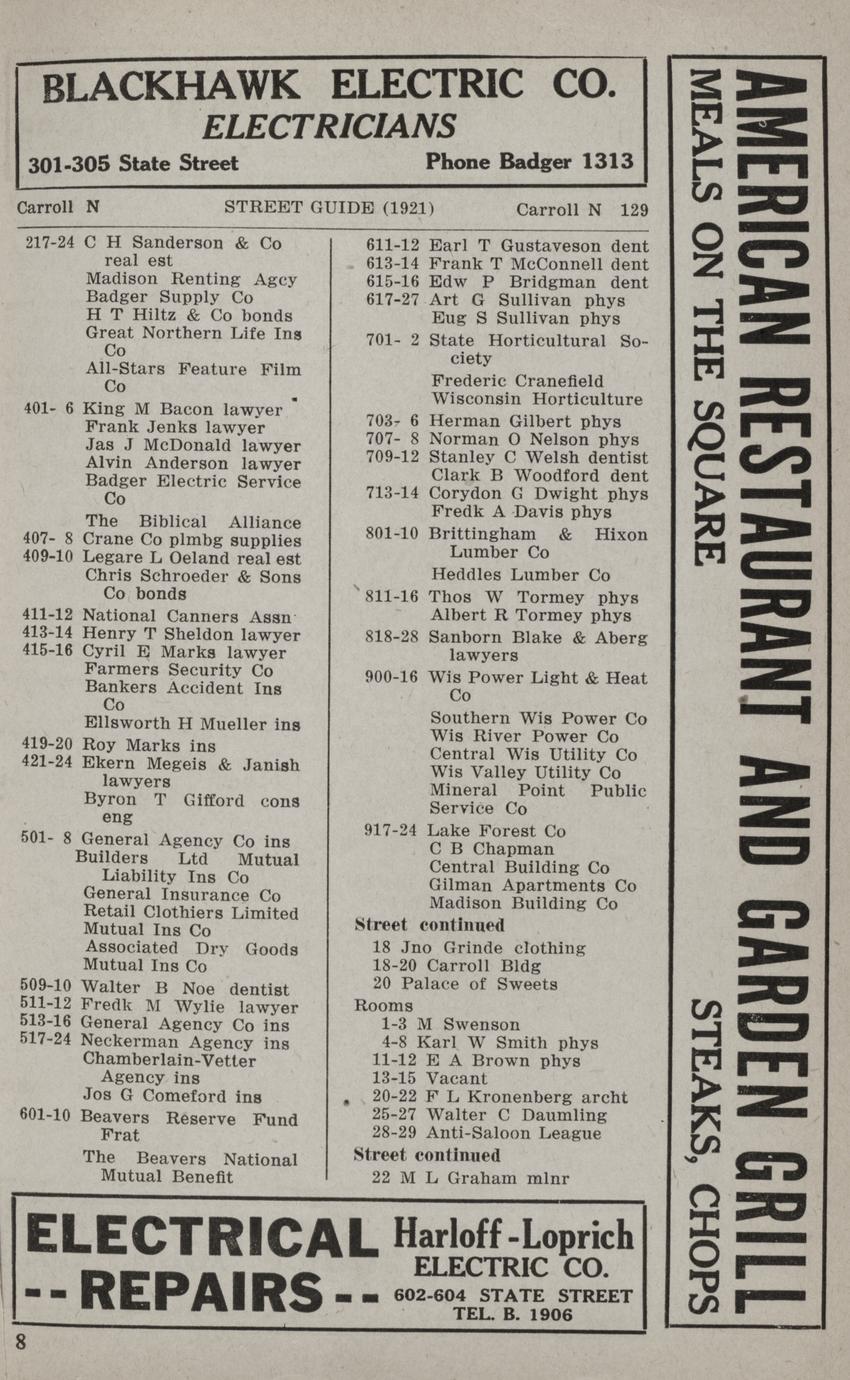 BLACKHAWK ELECTRIC CO.
ELECTRICIANS
301-305 State Street Phone Badger 1313
Carroll N STREET GUIDE (1921) Carroll N 129
217-24 C H Sanderson & Co
real est
Madison Renting Agcy
Badger Supply Co
H T Hiltz & Co bonds
Great Northern Life Ins
Co
All-Stars Feature Film
Co
401- 6 King M Bacon lawyer
Frank Jenks lawyer
Jas J McDonald lawyer
Alvin Anderson lawyer
Badger Electric Service
Co
The Biblical Alliance
407- 8 Crane Co plmbg supplies
409-10 Legare L Oeland real est
Chris Schroeder & Sons
Co bonds
411-12 National Canners Assn
413-14 Henry T Sheldon lawyer
415-16 Cyril E Marks lawyer
Farmers Security Co
Bankers Accident Ins
Co
Ellsworth H Mueller ins
419-20 Roy Marks ins
421-24 Ekern Megeis & Janish
lawyers
Byron T Gifford cons
eng
501- 8 General Agency Co ins
Builders Ltd Mutual
Liability Ins Co
General Insurance Co
Retail Clothiers Limited
Mutual Ins Co
Associated Dry Goods
Mutual Ins Co
509-10 Walter B Noe dentist
511-12 Fredk M Wylie lawyer
513-16 General Agency Co ins
517-24 Neckerman Agency ins
Chamberlain-Vetter
Agency ins
Jos G Comeford ins
601-10 Beavers Reserve Fund
Frat
The Beavers National
Mutual Benefit
611-12 Earl T Gustaveson dent
613-14 Frank T McConnell dent
615-16 Edw P Bridgman dent
617-27 Art G Sullivan phys
Eug S Sullivan phys
701- 2 State Horticultural So-
ciety
Frederic Cranefield
Wisconsin Horticulture
703- 6 Herman Gilbert phys
707- 8 Norman O Nelson phys
709-12 Stanley C Welsh dentist
Clark B Woodford dent
713-14 Corydon G Dwight phys
Fredk A Davis phys
801-10 Brittingham & Hixon
Lumber Co
Heddles Lumber Co
811-16 Thos W Tormey phys
Albert R Tormey phys
818-28 Sanborn Blake & Aberg
lawyers
900-16 Wis Power Light & Heat
Co
Southern Wis Power Co
Wis River Power Co
Central Wis Utility Co
Wis Valley Utility Co
Mineral Point Public
Service Co
917-24 Lake Forest Co
C B Chapman
Central Building Co
Gilman Apartments Co
Madison Building Co
Street continued
18 Jno Grinde clothing
18-20 Carroll Bldg
20 Palace of Sweets
Rooms
1-3 M Swenson
4-8 Karl W Smith phys
11-12 E A Brown phys
13-15 Vacant
20-22 F L Kronenberg archt
25-27 Walter C Daumling
28-29 Anti-Saloon League
Street continued
22 M L Graham mlnr
ELECTRICAL
--REPAIRS--
Harloff-Loprich
ELECTRIC CO.
602-604 STATE STREET
TEL. B. 1906
8
AMERICAN RESTAURANT AND GARDEN GRILL
MEALS ON THE SQUARE STEAKS, CHOPS